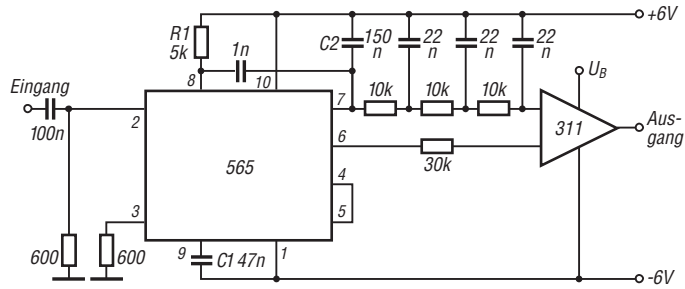 R1
5k
1n
C2
150
n
22
n
22
n
22
n
+6V
Eingang
100n
8
10
2
7
10k
10k
10k
U_B
311
Aus-
gang
6
30k
565
4
5
3
600
600
9
C1 47n
1
-6V